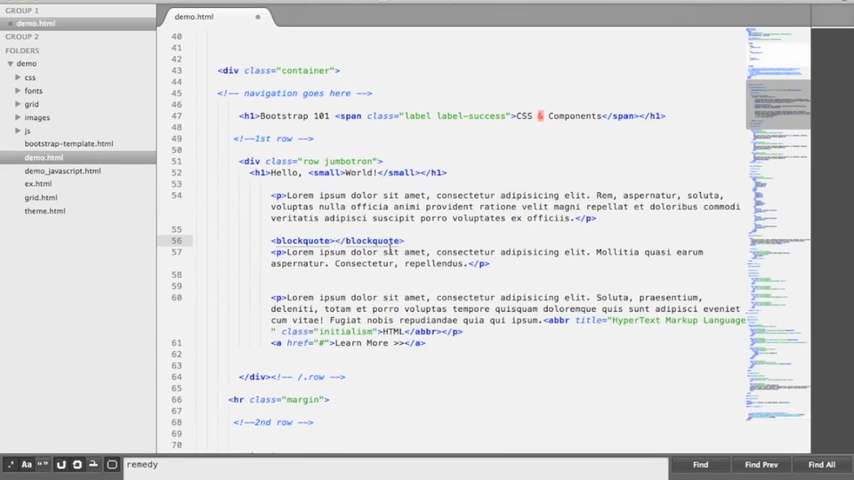 GROUP 1
demo.html
GROUP 2
FOLDERS
demo
css
fonts
grid
images
js
bootstrap-template.html
demo.html
demo_javascript.html
ex.html
grid.html
theme.html
demo.html
40
41
42
43 <div class="container">
44
45 <!-- navigation goes here -->
46
47 <h1>Bootstrap 101 <span class="label label-success">CSS & Components</span></h1>
48
49 <!--1st row -->
50
51 <div class="row jumbotron">
52 <h1>Hello, <small>World!</small></h1>
53
54 <p>Lorem ipsum dolor sit amet, consectetur adipisicing elit. Rem, aspernatur, soluta,
voluptas nulla officia animi provident ratione velit magni repellat et doloribus commodi
veritatis adipisci suscipit porro voluptates ex officiis.</p>
55
56 <blockquote></blockquote>
57 <p>Lorem ipsum dolor sit amet, consectetur adipisicing elit. Mollitia quasi earum
aspernatur. Consectetur, repellendus.</p>
58
59
60 <p>Lorem ipsum dolor sit amet, consectetur adipisicing elit. Soluta, praesentium,
deleniti, totam et porro voluptas tempore quisquam doloremque quis sunt adipisci eveniet
cum vitae! Fugiat nobis repudiandae quia qui ipsum.<abbr title="HyperText Markup Language
" class="initialism">HTML</abbr></p>
61 <a href="#">Learn More >></a>
62
63
64 </div><!-- /.row -->
65
66 <hr class="margin">
67
68 <!--2nd row -->
69
70
.* Aa “”
remedy
Find
Find Prev
Find All